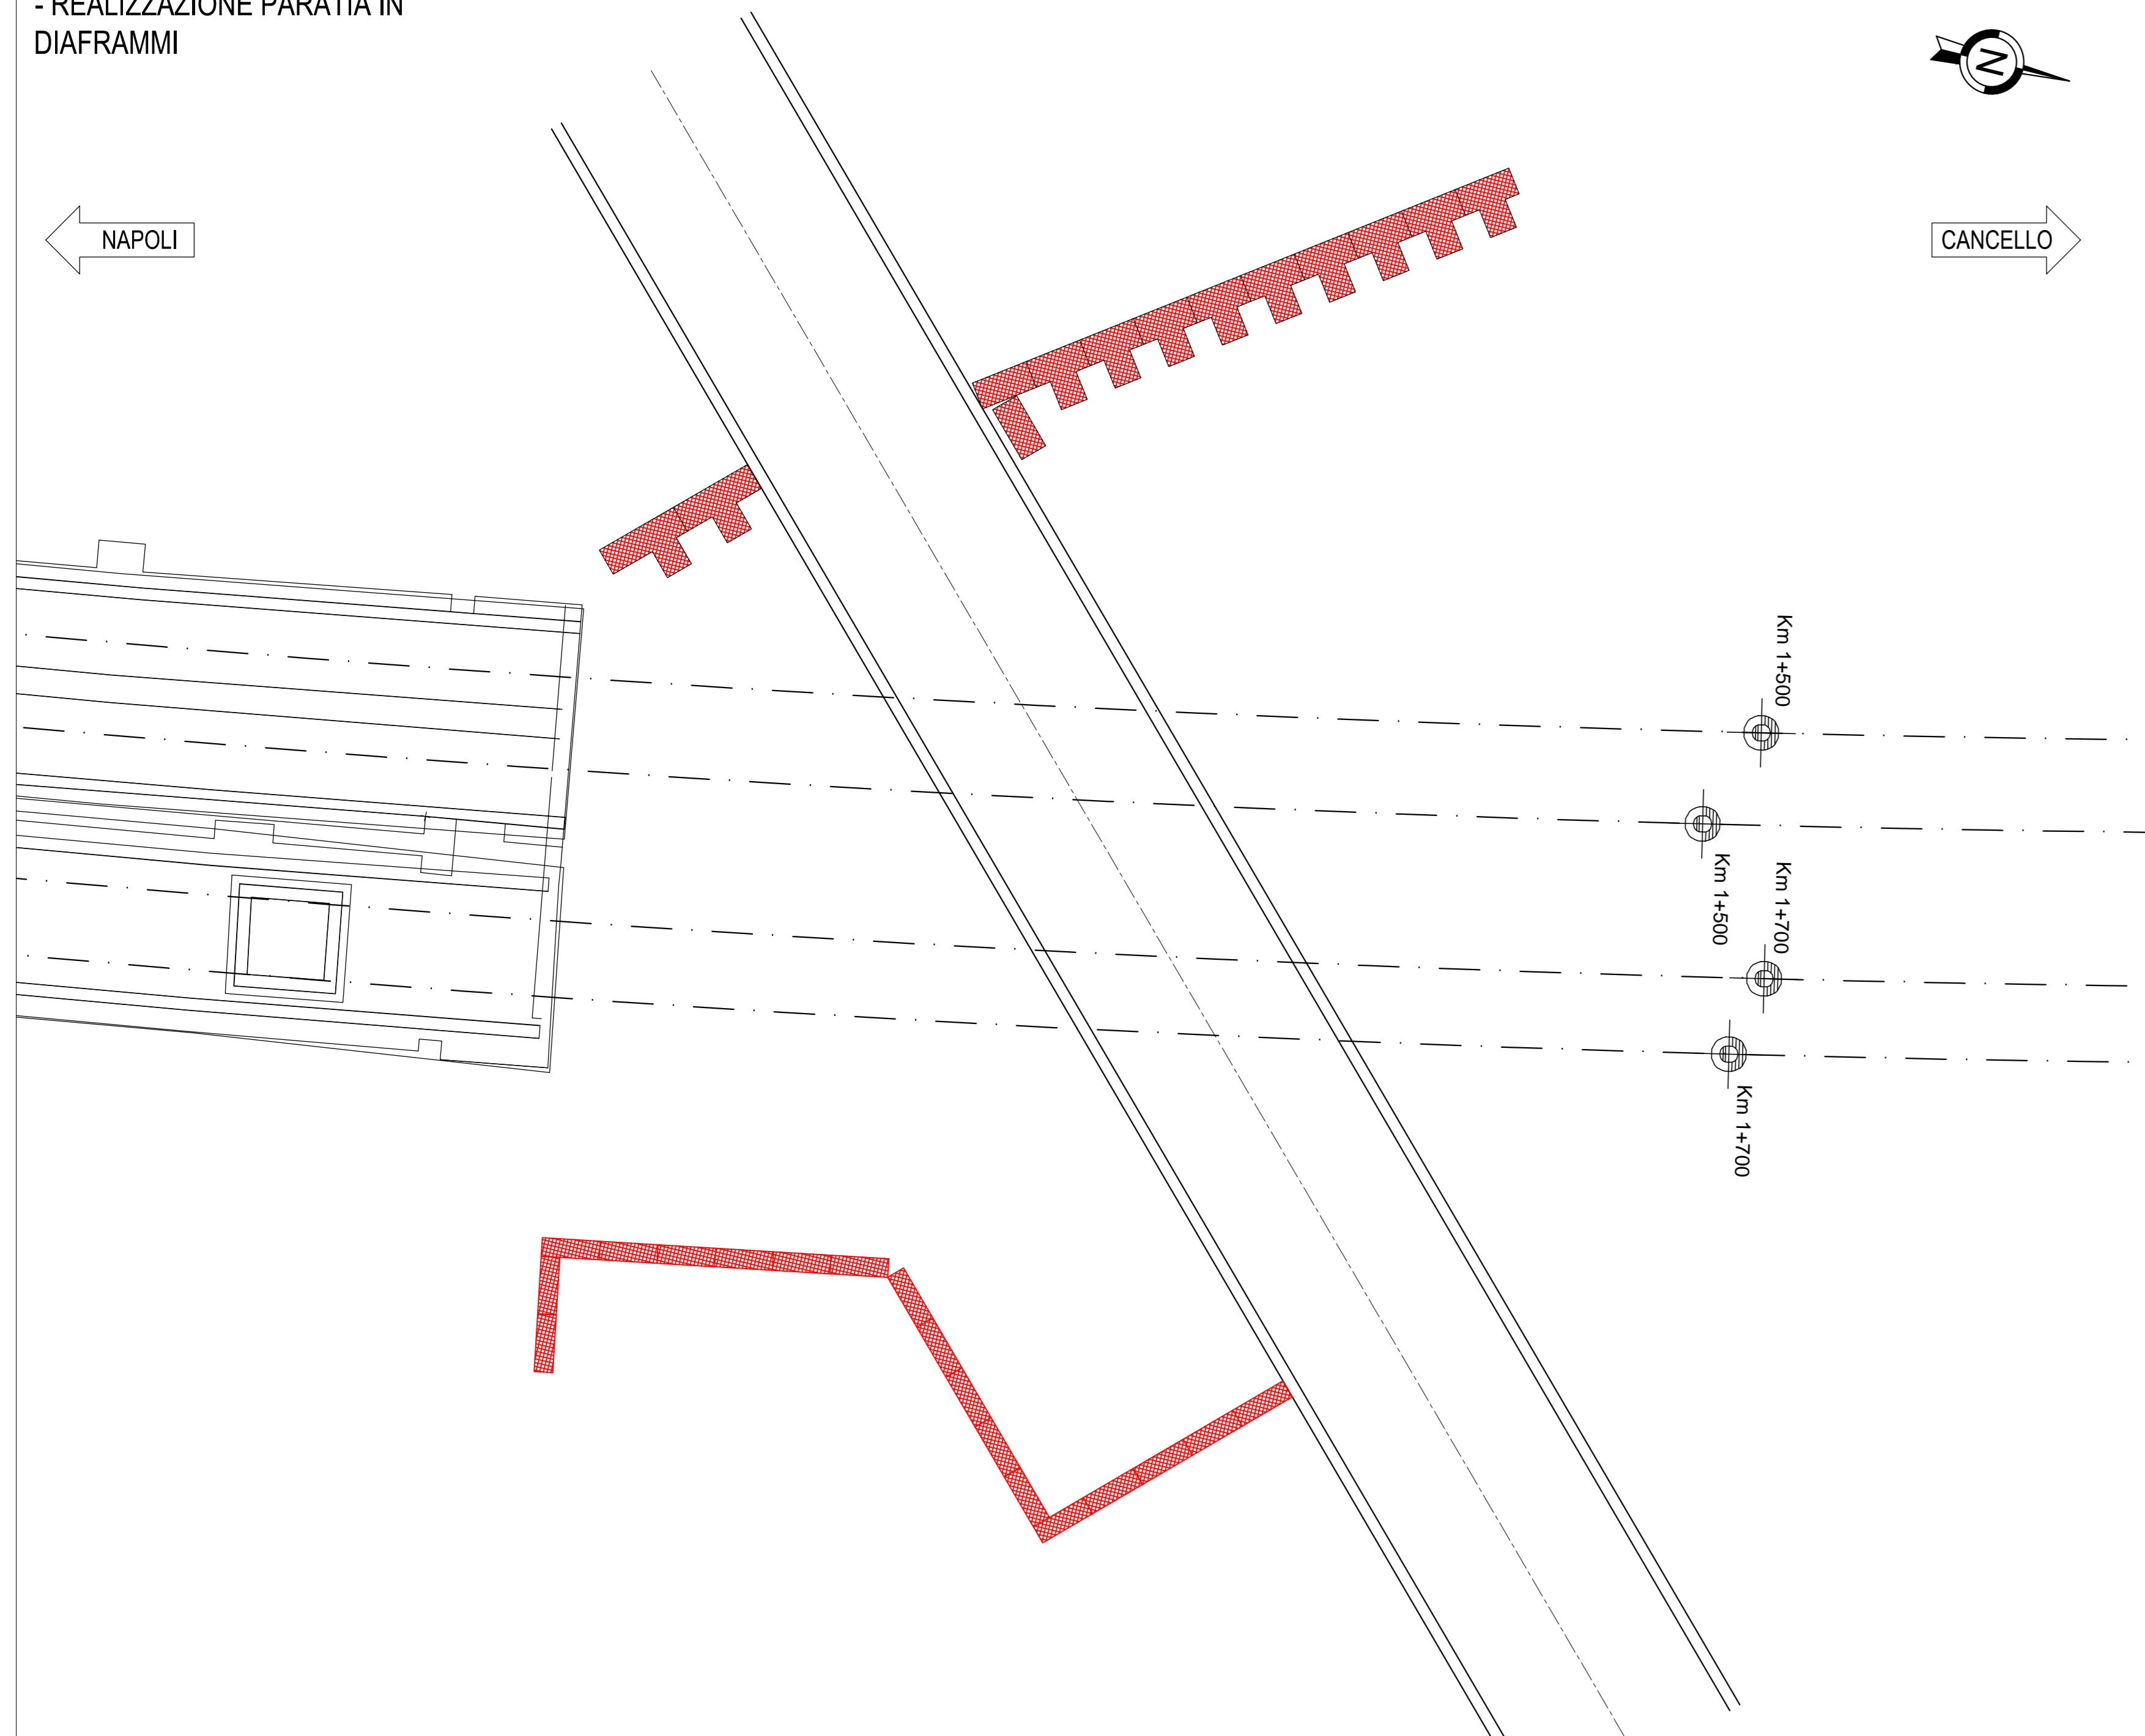 - REALIZZAZIONE PARATIA IN
DIAFRAMMI
N
NAPOLI
CANCELLO
Km 1+500
Km 1+500
Km 1+700
Km 1+700